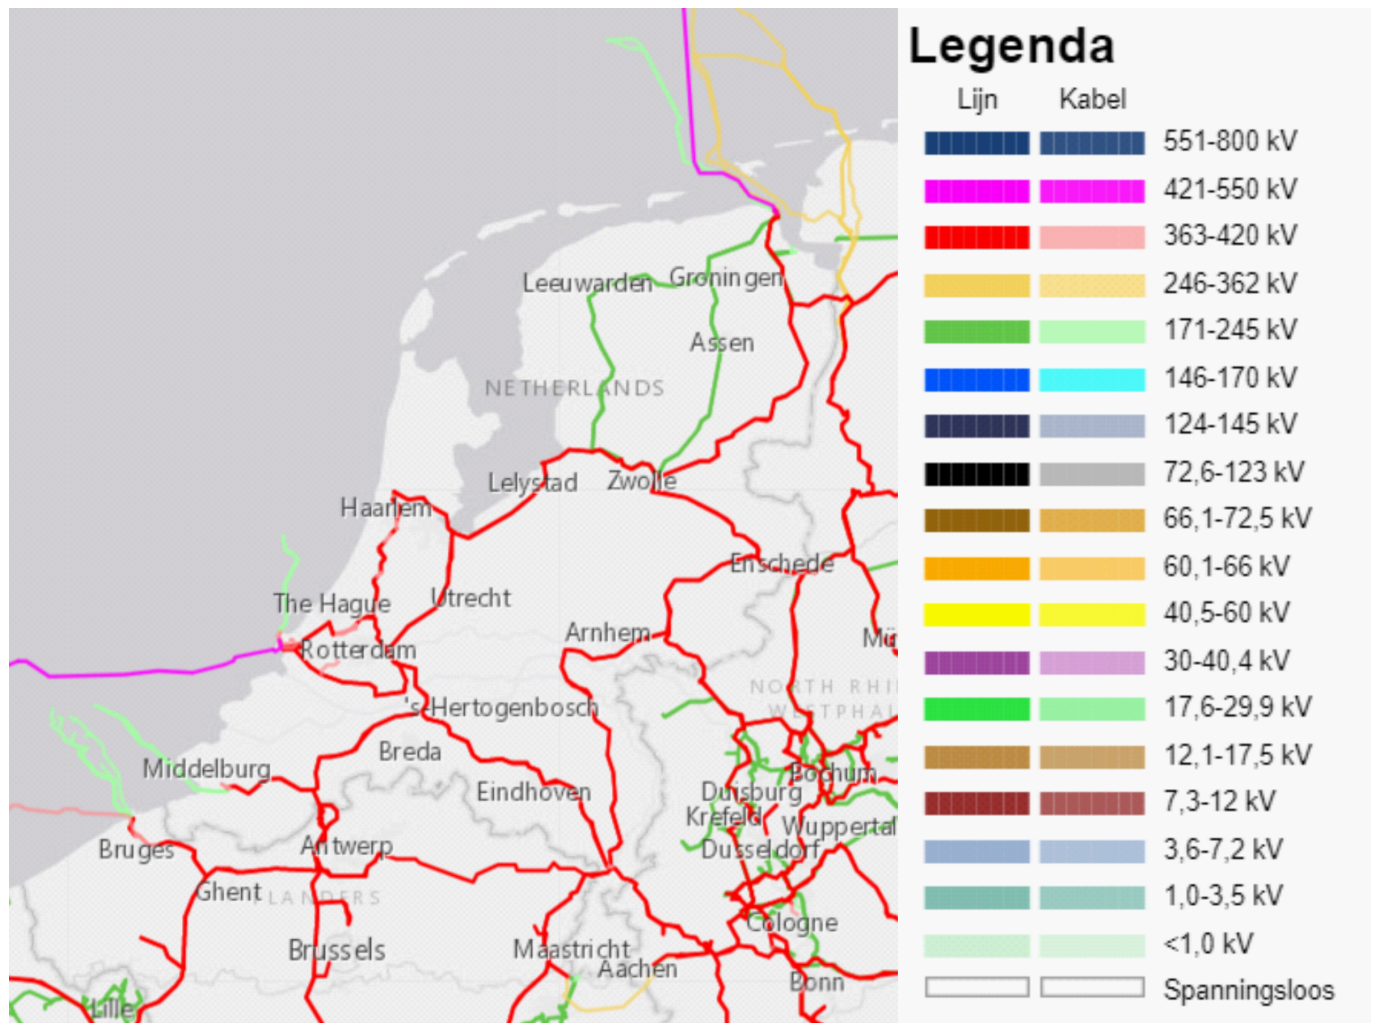 Leeuwarden
Groningen
Assen
NETHERLANDS
Lelystad
Zwolle
Haarlem
Enschede
The Hague
Utrecht
Rotterdam
Arnhem
Mü
NORTH RHI
WESTPHAL
's-Hertogenbosch
Breda
Middelburg
Eindhoven
Bochum
Duisburg
Krefeld
Wuppertal
Bruges
Antwerp
Dusseldorf
Ghent
FLANDERS
Cologne
Brussels
Maastricht
Aachen
Bonn
Lille
Legenda
Lijn Kabel
551-800 kV
421-550 kV
363-420 kV
246-362 kV
171-245 kV
146-170 kV
124-145 kV
72,6-123 kV
66,1-72,5 kV
60,1-66 kV
40,5-60 kV
30-40,4 kV
17,6-29,9 kV
12,1-17,5 kV
7,3-12 kV
3,6-7,2 kV
1,0-3,5 kV
<1,0 kV
Spanningsloos